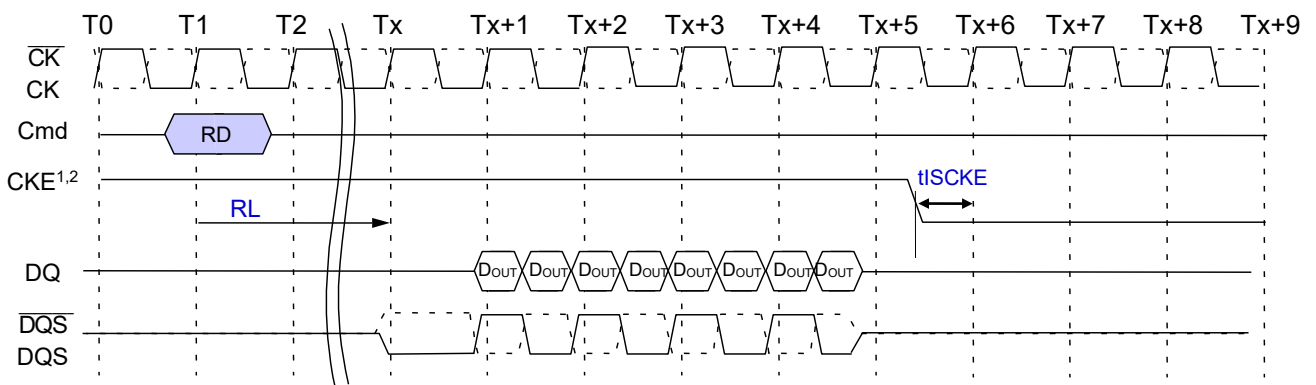 T0 T1 T2 Tx Tx+1 Tx+2 Tx+3 Tx+4 Tx+5 Tx+6 Tx+7 Tx+8 Tx+9
CK
CK
Cmd RD
CKE1,2 tISCKE
RL
DQ DOUT DOUT DOUT DOUT DOUT DOUT DOUT DOUT
DQS
DQS